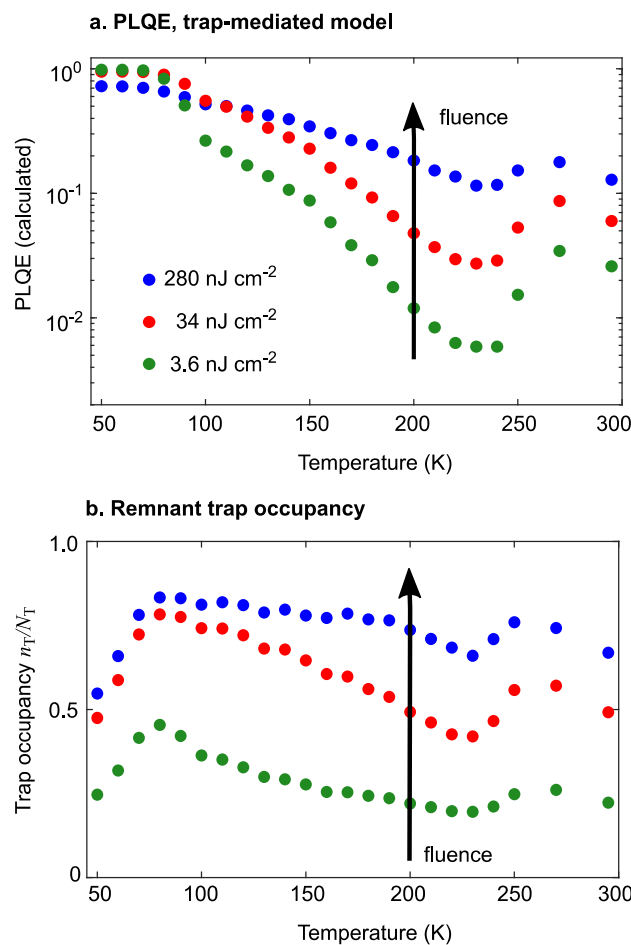 a. PLQE, trap-mediated model
10⁰
10⁻¹
10⁻²
PLQE (calculated)
fluence
280 nJ cm⁻²
34 nJ cm⁻²
3.6 nJ cm⁻²
50 100 150 200 250 300
Temperature (K)
b. Remnant trap occupancy
1.0
0.5
0
Trap occupancy n_T/N_T
fluence
50 100 150 200 250 300
Temperature (K)